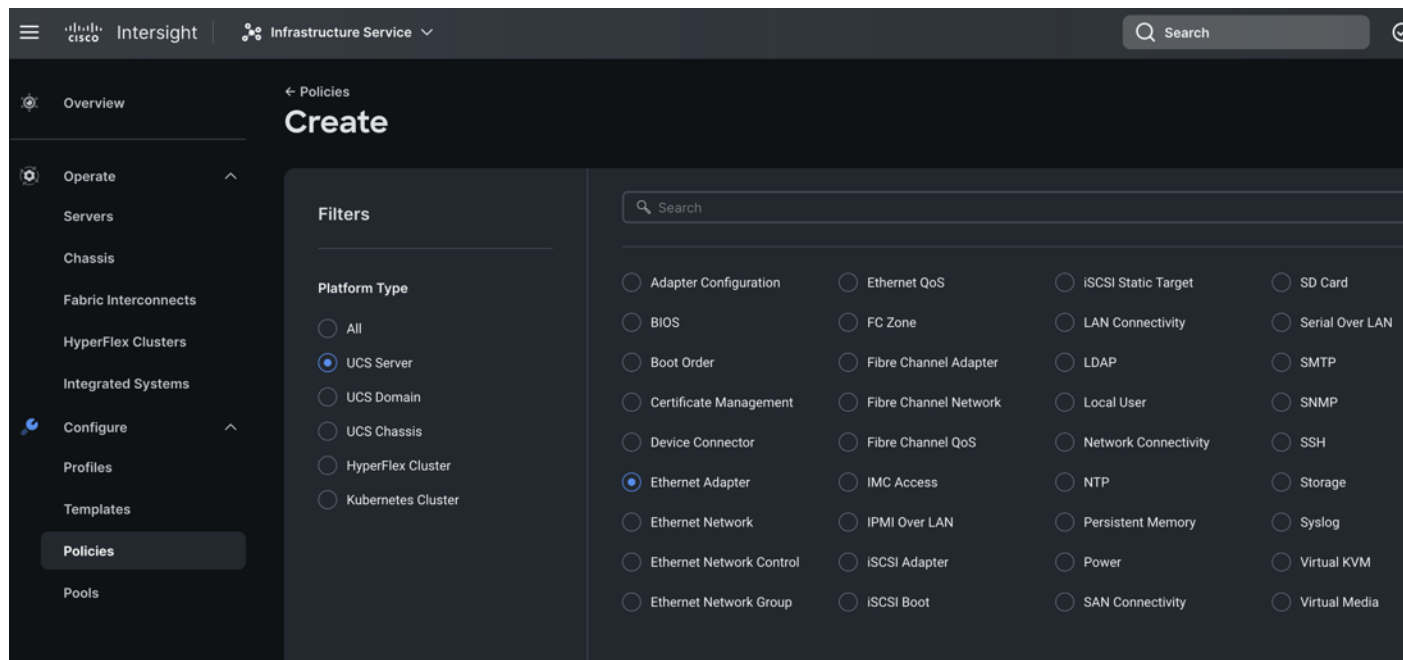 cisco Intersight Infrastructure Service Search
Overview
Operate
Servers
Chassis
Fabric Interconnects
HyperFlex Clusters
Integrated Systems
Configure
Profiles
Templates
Policies
Pools
← Policies
Create
Filters
Platform Type
All
UCS Server
UCS Domain
UCS Chassis
HyperFlex Cluster
Kubernetes Cluster
Search
Adapter Configuration
BIOS
Boot Order
Certificate Management
Device Connector
Ethernet Adapter
Ethernet Network
Ethernet Network Control
Ethernet Network Group
Ethernet QoS
FC Zone
Fibre Channel Adapter
Fibre Channel Network
Fibre Channel QoS
IMC Access
IPMI Over LAN
iSCSI Adapter
iSCSI Boot
iSCSI Static Target
LAN Connectivity
LDAP
Local User
Network Connectivity
NTP
Persistent Memory
Power
SAN Connectivity
SD Card
Serial Over LAN
SMTP
SNMP
SSH
Storage
Syslog
Virtual KVM
Virtual Media